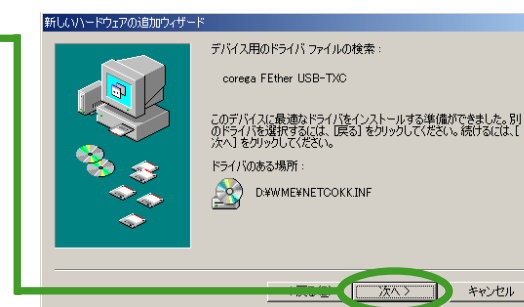 新しいハードウェアの追加ウィザード
デバイス用のドライバ ファイルの検索 :
corega FEther USB-TXC
このデバイスに最適なドライバをインストールする準備ができました。別
のドライバを選択するには、[戻る] をクリックしてください。続けるには、[
次へ] をクリックしてください。
ドライバのある場所 :
D:¥WME¥NETCOKK.INF
< 戻る(B) 次へ > キャンセル